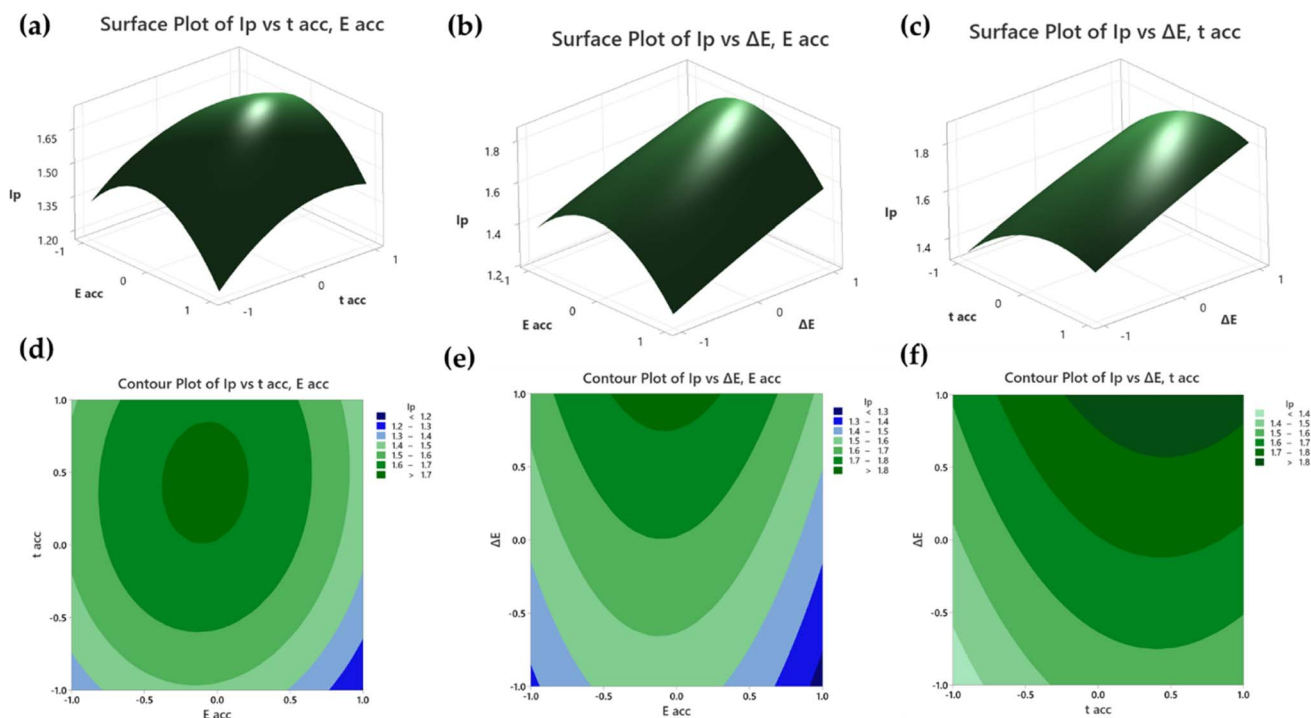 (a)
Surface Plot of Ip vs t acc, E acc
1.65
1.50
1.35
1.20
Ip
-1
0
1
E acc
-1
0
1
t acc
(b)
Surface Plot of Ip vs ΔE, E acc
1.8
1.6
1.4
1.2
Ip
-1
0
1
E acc
-1
0
1
ΔE
(c)
Surface Plot of Ip vs ΔE, t acc
1.8
1.6
1.4
Ip
-1
0
1
t acc
-1
0
1
ΔE
(d)
Contour Plot of Ip vs t acc, E acc
1.0
0.5
0.0
-0.5
-1.0
t acc
-1.0 -0.5 0.0 0.5 1.0
E acc
Ip
< 1.2
1.2 – 1.3
1.3 – 1.4
1.4 – 1.5
1.5 – 1.6
1.6 – 1.7
> 1.7
(e)
Contour Plot of Ip vs ΔE, E acc
1.0
0.5
0.0
-0.5
-1.0
ΔE
-1.0 -0.5 0.0 0.5 1.0
E acc
Ip
< 1.3
1.3 – 1.4
1.4 – 1.5
1.5 – 1.6
1.6 – 1.7
1.7 – 1.8
> 1.8
(f)
Contour Plot of Ip vs ΔE, t acc
1.0
0.5
0.0
-0.5
-1.0
ΔE
-1.0 -0.5 0.0 0.5 1.0
t acc
Ip
< 1.4
1.4 – 1.5
1.5 – 1.6
1.6 – 1.7
1.7 – 1.8
> 1.8